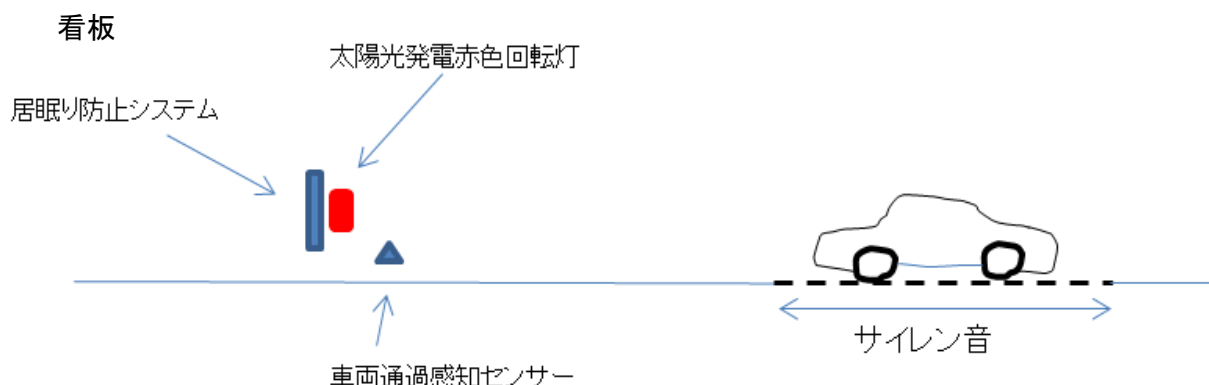 看板
太陽光発電赤色回転灯
居眠り防止システム
サイレン音
車両通過感知センサー